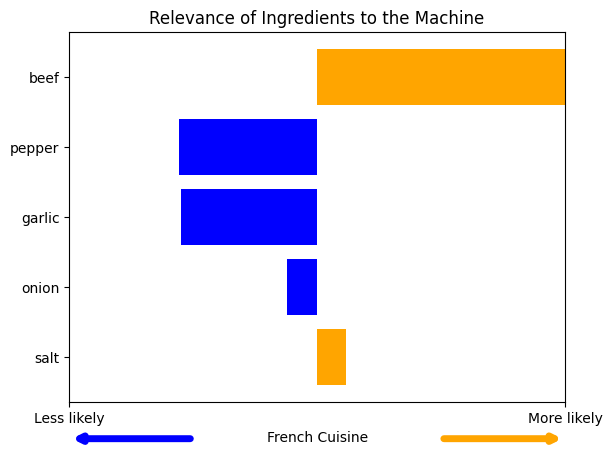 Relevance of Ingredients to the Machine
beef
pepper
garlic
onion
salt
Less likely
More likely
French Cuisine